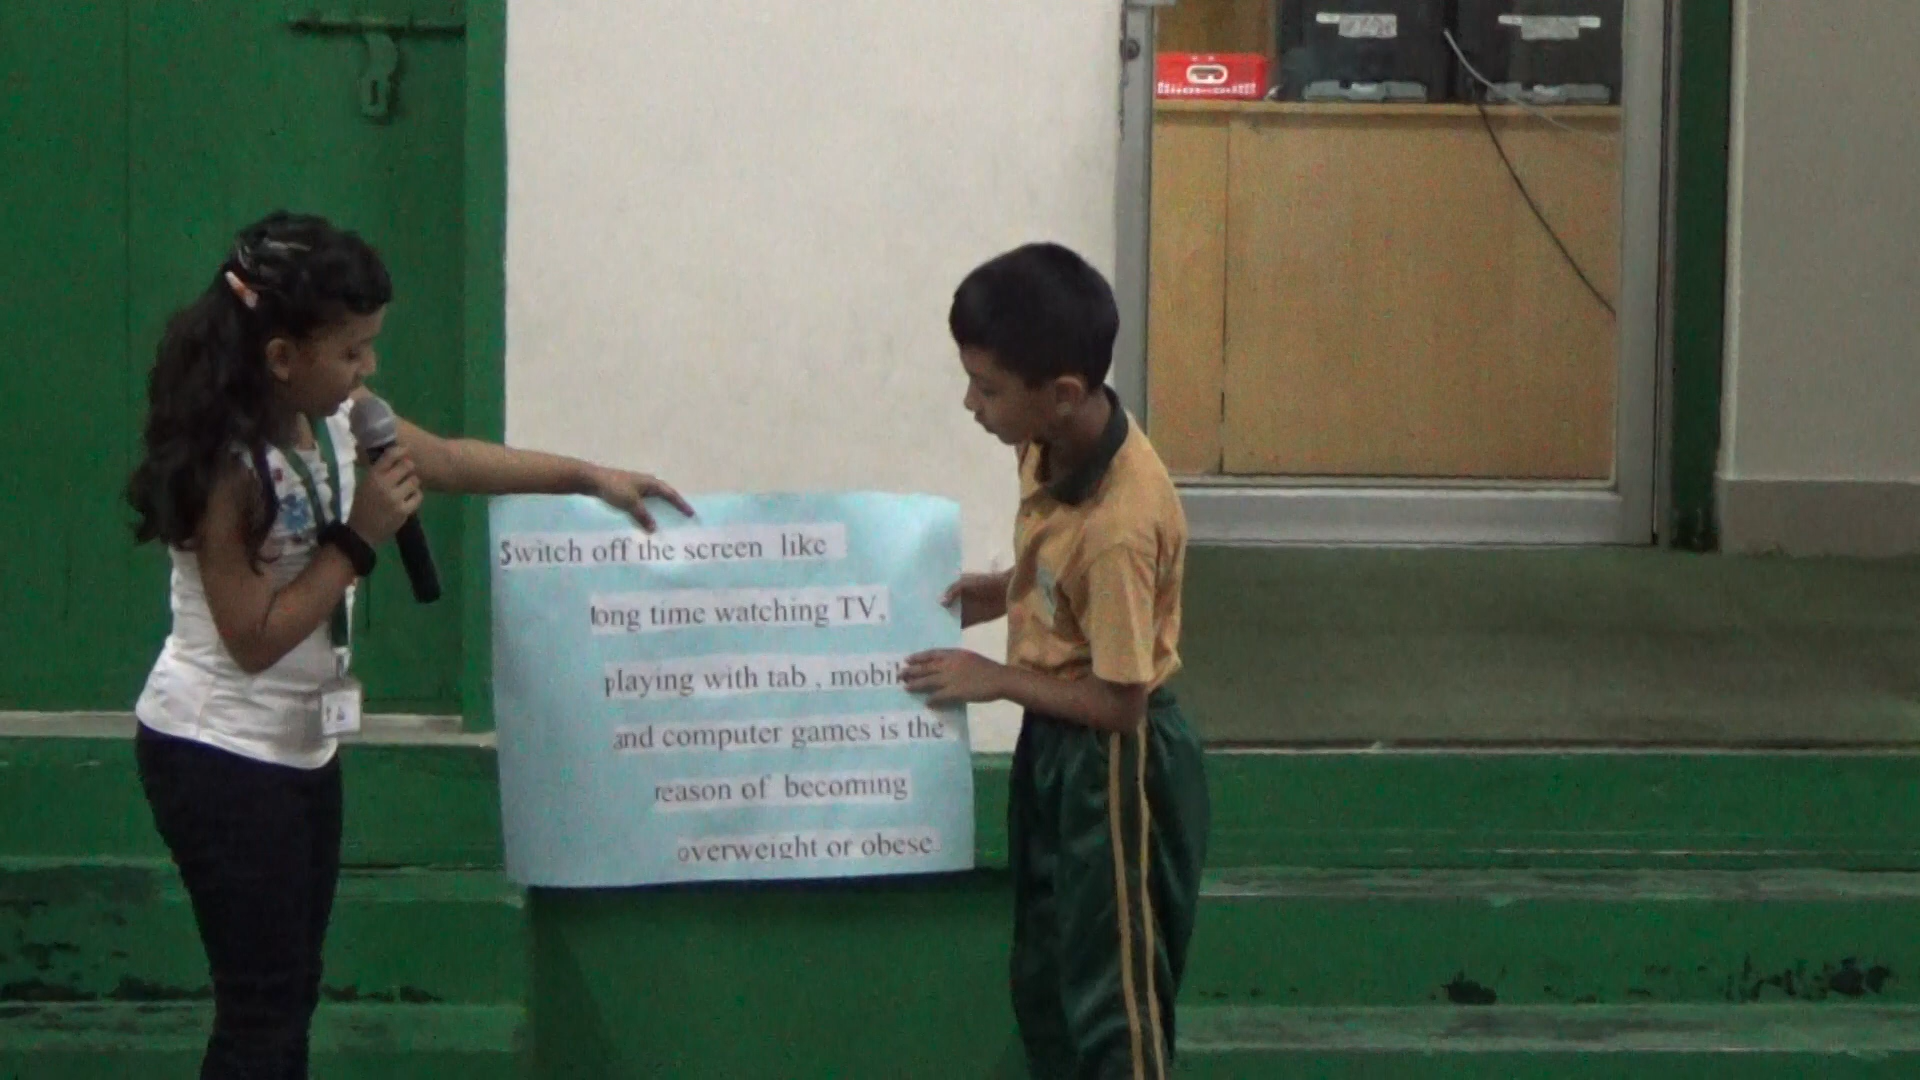 Switch off the screen like
long time watching TV,
playing with tab , mobil
and computer games is the
reason of becoming
overweight or obese.